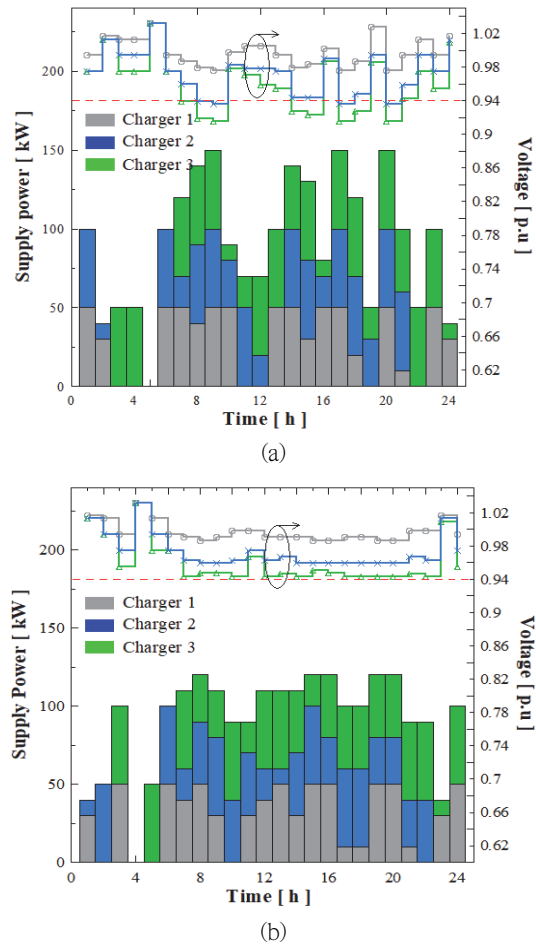 Supply power [ kW ]
200
150
100
50
0
Charger 1
Charger 2
Charger 3
1.02
0.98
0.94
0.9
0.86
0.82
0.78
0.74
0.7
0.66
0.62
Voltage [ p.u ]
0 4 8 12 16 20 24
Time [ h ]
(a)
Supply Power [ kW ]
200
150
100
50
0
Charger 1
Charger 2
Charger 3
1.02
0.98
0.94
0.9
0.86
0.82
0.78
0.74
0.7
0.66
0.62
Voltage [ p.u ]
0 4 8 12 16 20 24
Time [ h ]
(b)